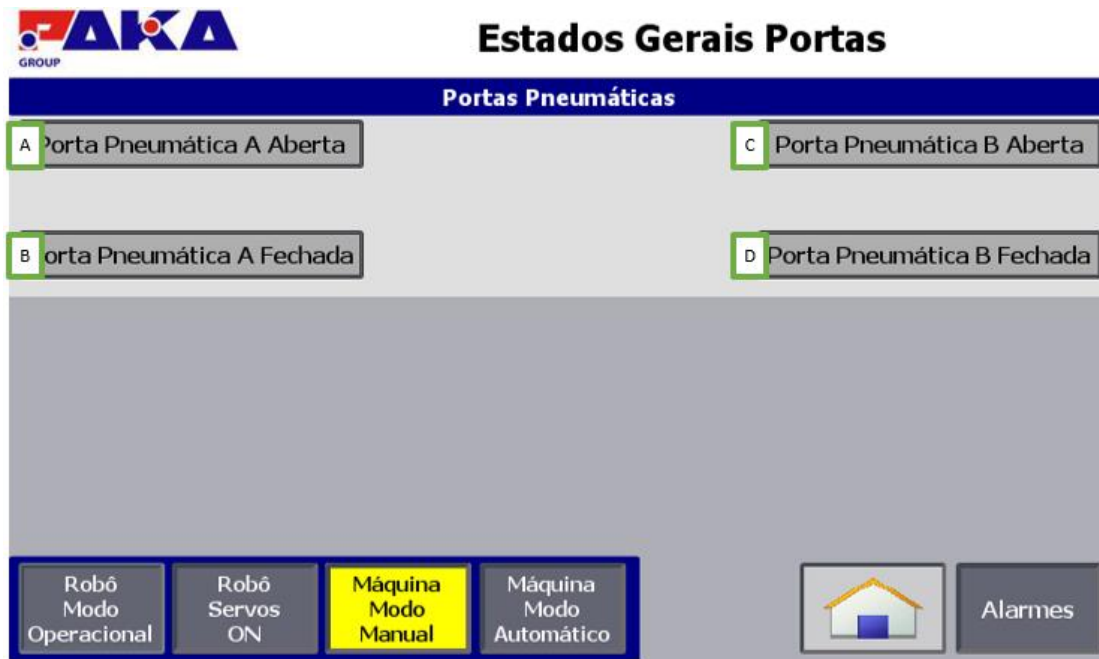 PAKA
GROUP
Estados Gerais Portas
Portas Pneumáticas
A Porta Pneumática A Aberta
C Porta Pneumática B Aberta
B orta Pneumática A Fechada
D Porta Pneumática B Fechada
Robô
Modo
Operacional
Robô
Servos
ON
Máquina
Modo
Manual
Máquina
Modo
Automático
Alarmes